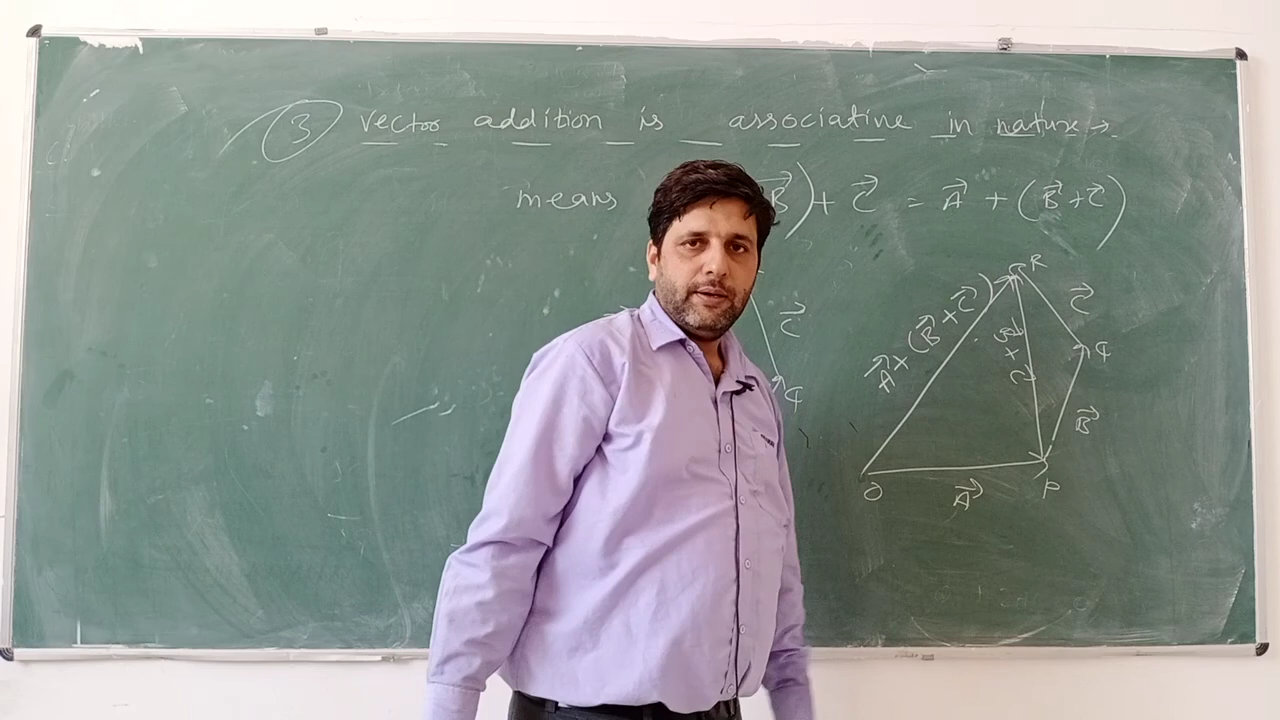 3 vector addition is associative in nature →
means B⃗) + C⃗ = A⃗ + (B⃗ + C⃗)
R
C⃗
C⃗
A⃗ + (B⃗ + C⃗)
B⃗ + C⃗
q
q
B⃗
O
A⃗
P